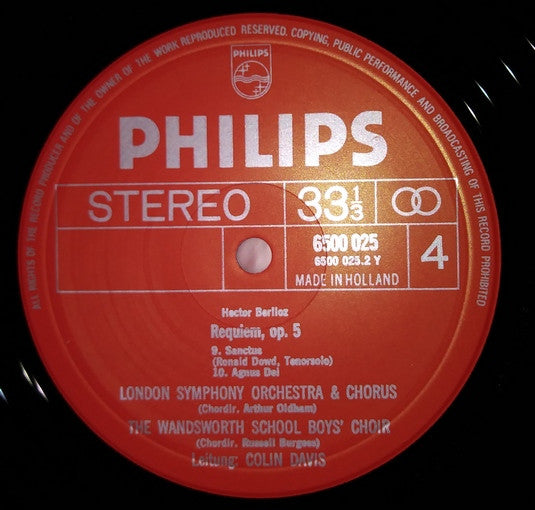 ALL RIGHTS OF THE RECORD PRODUCER AND OF THE OWNER OF THE WORK REPRODUCED RESERVED. COPYING, PUBLIC PERFORMANCE AND BROADCASTING OF THIS RECORD PROHIBITED
PHILIPS
PHILIPS
STEREO 33 1/3
6500 025
6500 025.2 Y
4
MADE IN HOLLAND
Hector Berlioz
Requiem, op. 5
9. Sanctus
(Ronald Dowd, Tenorsolo)
10. Agnus Dei
LONDON SYMPHONY ORCHESTRA & CHORUS
(Chordir. Arthur Oldham)
THE WANDSWORTH SCHOOL BOYS' CHOIR
(Chordir. Russell Burgess)
Leitung: COLIN DAVIS